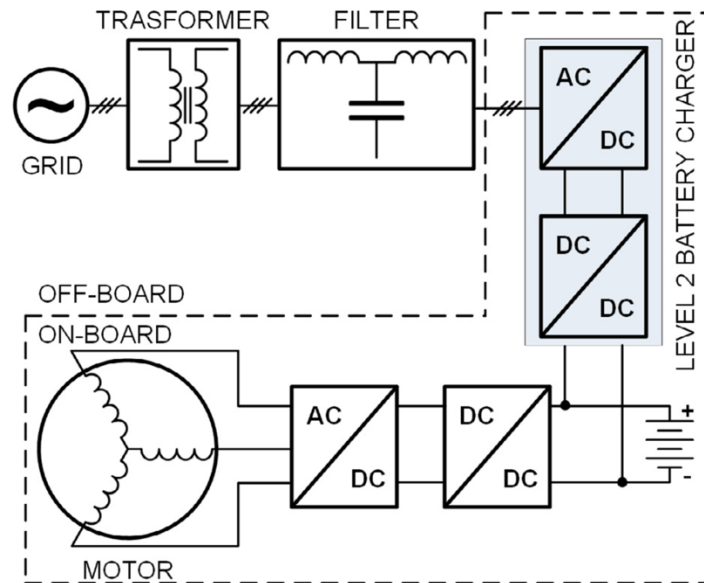 TRASFORMER
FILTER
GRID
AC
DC
DC
DC
LEVEL 2 BATTERY CHARGER
OFF-BOARD
ON-BOARD
AC
DC
DC
DC
+
-
MOTOR